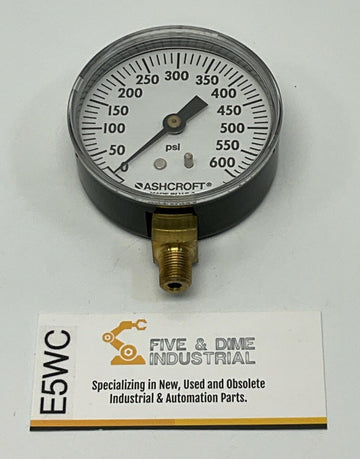 0
50
100
150
200
250
300
350
400
450
500
550
600
psi
ASHCROFT®
E5WC
FIVE & DIME
INDUSTRIAL
Specializing in New, Used and Obsolete
Industrial & Automation Parts.